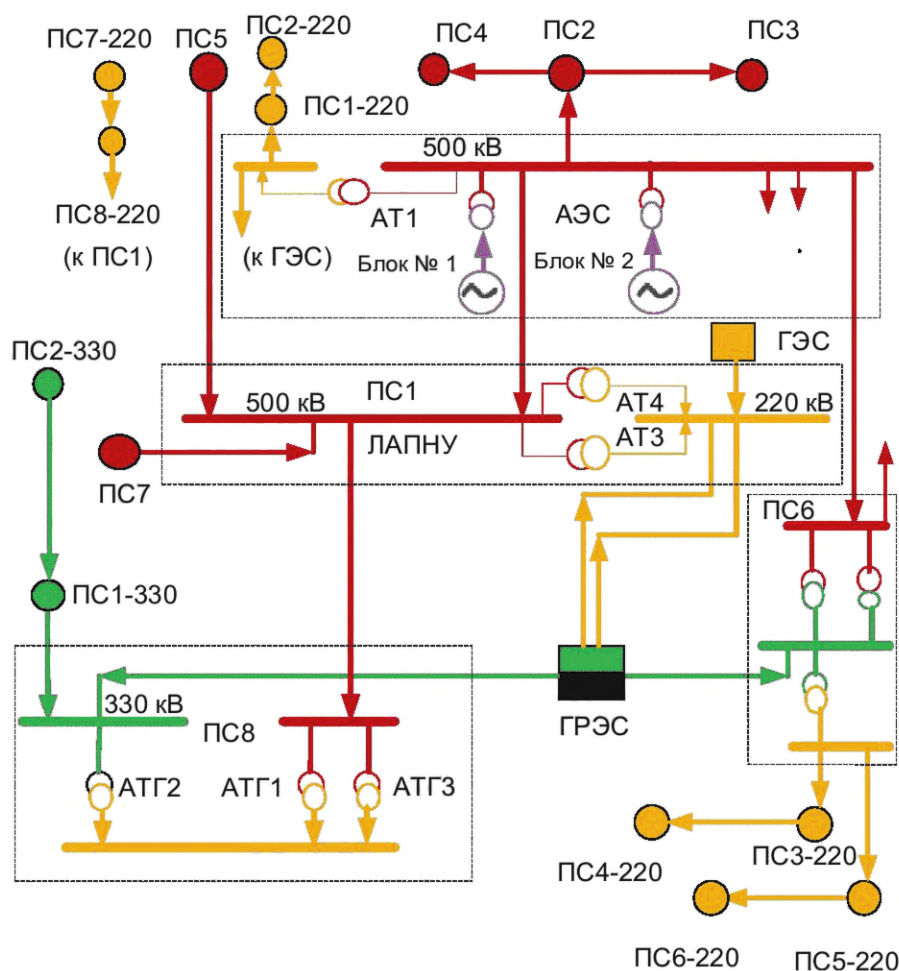 ПС2-220
ПС7-220
ПС5
ПС4
ПС2
ПС3
ПС1-220
500 кВ
ПС8-220
АТ1
АЭС
(к ПС1)
(к ГЭС)
Блок № 1
Блок № 2
ПС2-330
ГЭС
ПС1
500 кВ
АТ4
220 кВ
ЛАПНУ
АТ3
ПС7
ПС6
ПС1-330
330 кВ
ПС8
ГРЭС
АТГ2
АТГ1
АТГ3
ПС4-220
ПС3-220
ПС6-220
ПС5-220